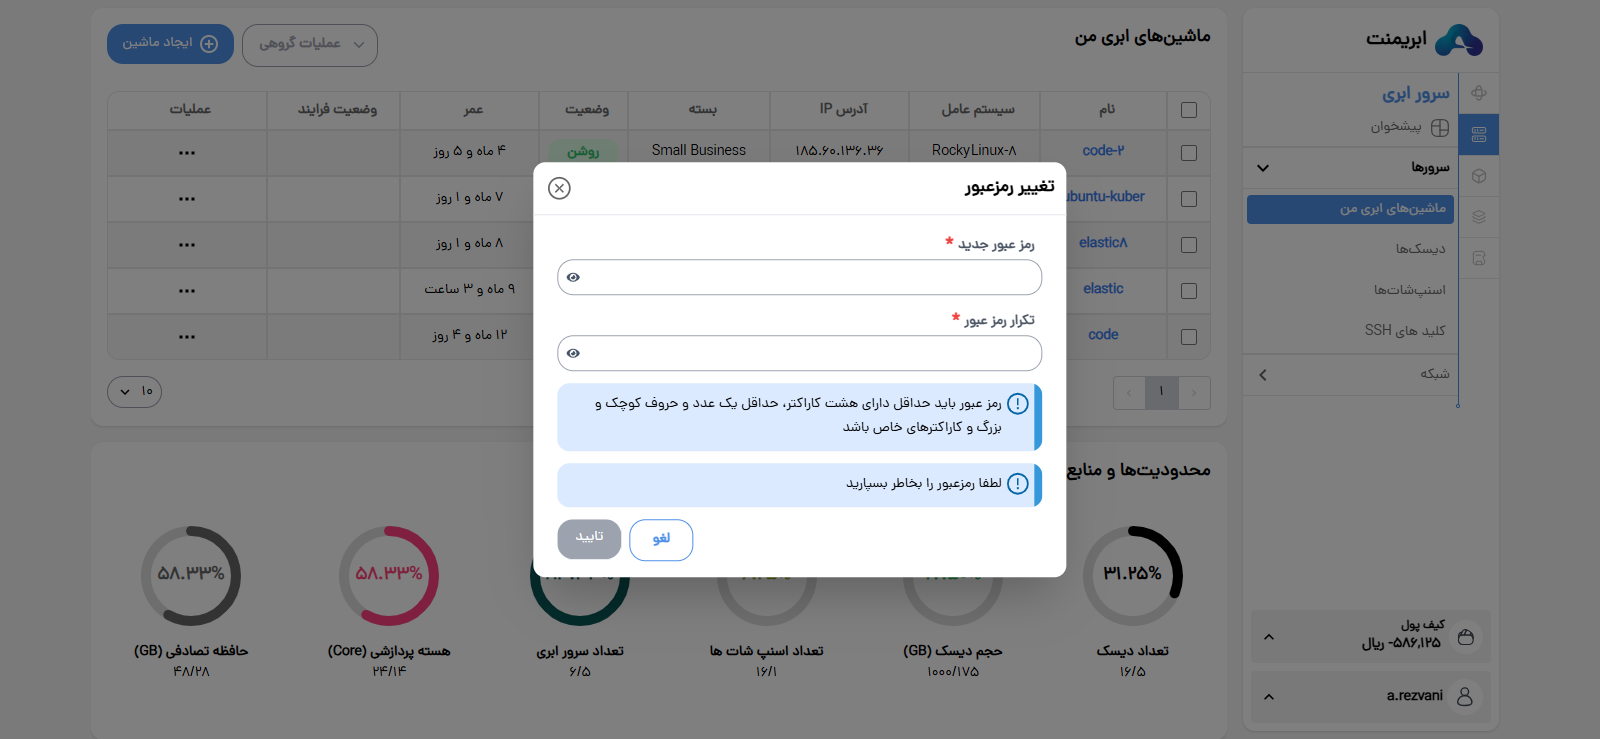 ابریمنت
سرور ابری
پیشخوان
سرورها
ماشین‌های ابری من
دیسک‌ها
اسنپ‌شات‌ها
کلید های SSH
شبکه
کیف پول
-۵۸۶,۱۲۵ ریال
a.rezvani
ماشین‌های ابری من
عملیات گروهی
ایجاد ماشین
نام سیستم عامل آدرس IP بسته وضعیت عمر وضعیت فرایند عملیات
code-۲ RockyLinux-۸ ۱۸۵.۶۰.۱۳۶.۳۶ Small Business روشن ۴ ماه و ۵ روز
ubuntu-kuber ۷ ماه و ۱ روز
elastic۸ ۸ ماه و ۱ روز
elastic ۹ ماه و ۳ ساعت
code ۱۲ ماه و ۴ روز
۱
۱۰
تغییر رمزعبور
رمز عبور جدید *
تکرار رمز عبور *
رمز عبور باید حداقل دارای هشت کاراکتر، حداقل یک عدد و حروف کوچک و
بزرگ و کاراکترهای خاص باشد
لطفا رمزعبور را بخاطر بسپارید
لغو
تایید
محدودیت‌ها و منابع
۳۱.۲۵%
۵۸.۳۳%
۵۸.۳۳%
تعداد دیسک
۱۶/۵
حجم دیسک (GB)
۱۰۰۰/۱۷۵
تعداد اسنپ شات ها
۱۶/۱
تعداد سرور ابری
۶/۵
هسته پردازشی (Core)
۲۴/۱۴
حافظه تصادفی (GB)
۴۸/۲۸